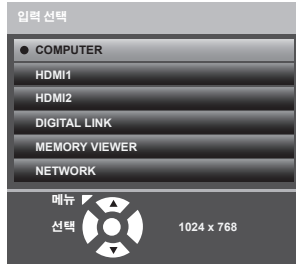 입력 선택
COMPUTER
HDMI1
HDMI2
DIGITAL LINK
MEMORY VIEWER
NETWORK
메뉴
선택
1024 x 768